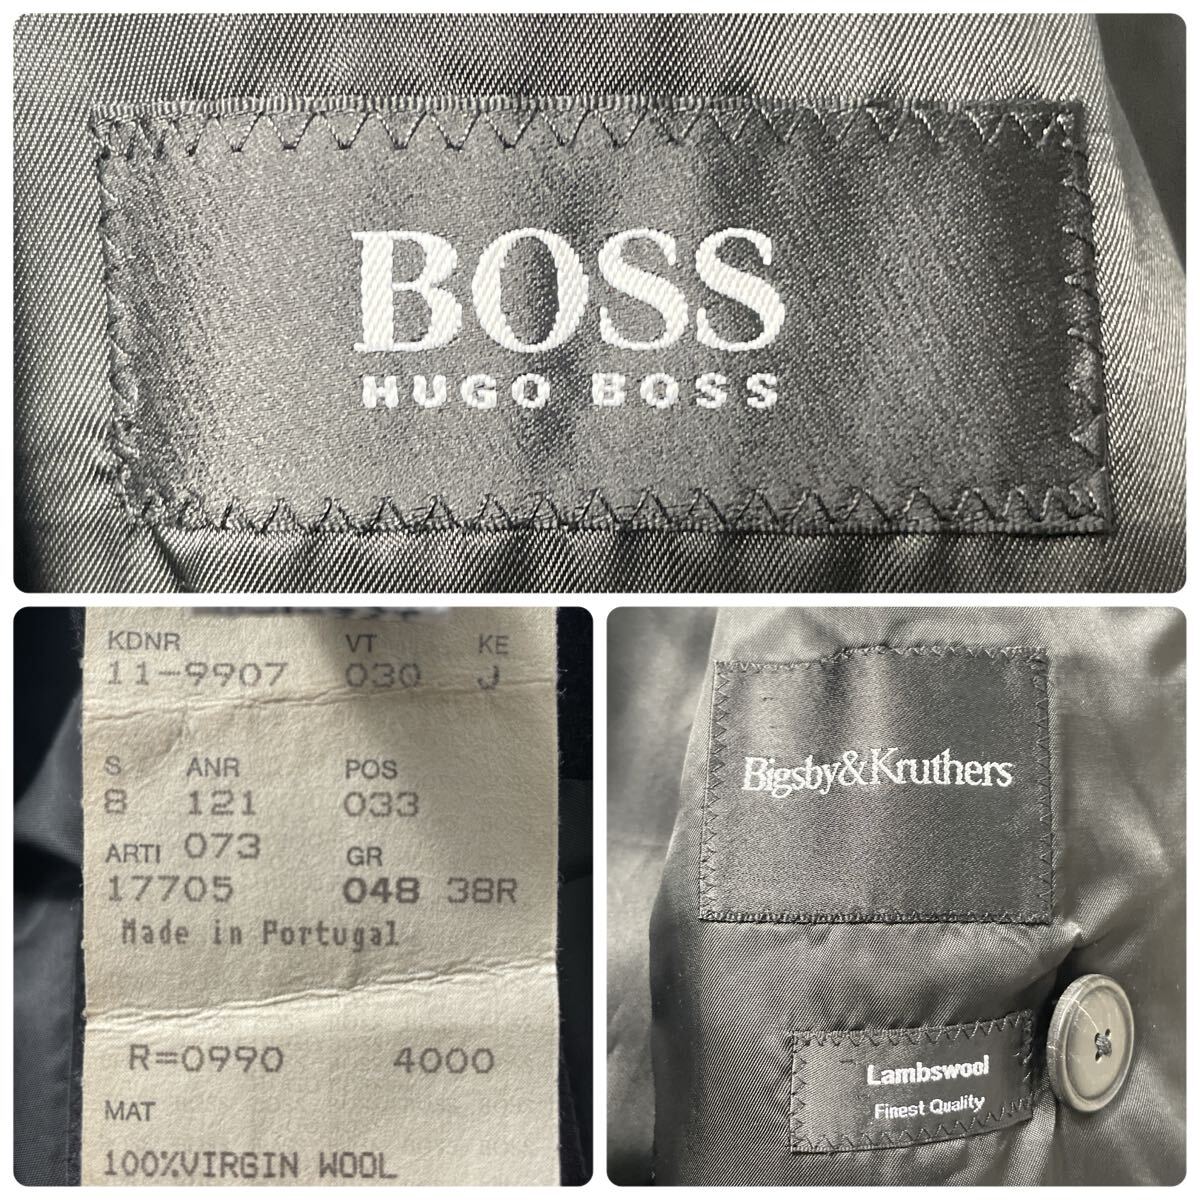 BOSS
HUGO BOSS
KDNR VT KE
11-9907 030 J
S ANR POS
8 121 033
ARTI 073 GR
17705 048 38R
Made in Portugal
R=0990 4000
MAT
100%VIRGIN WOOL
Bigsby&Kruthers
Lambswool
Finest Quality